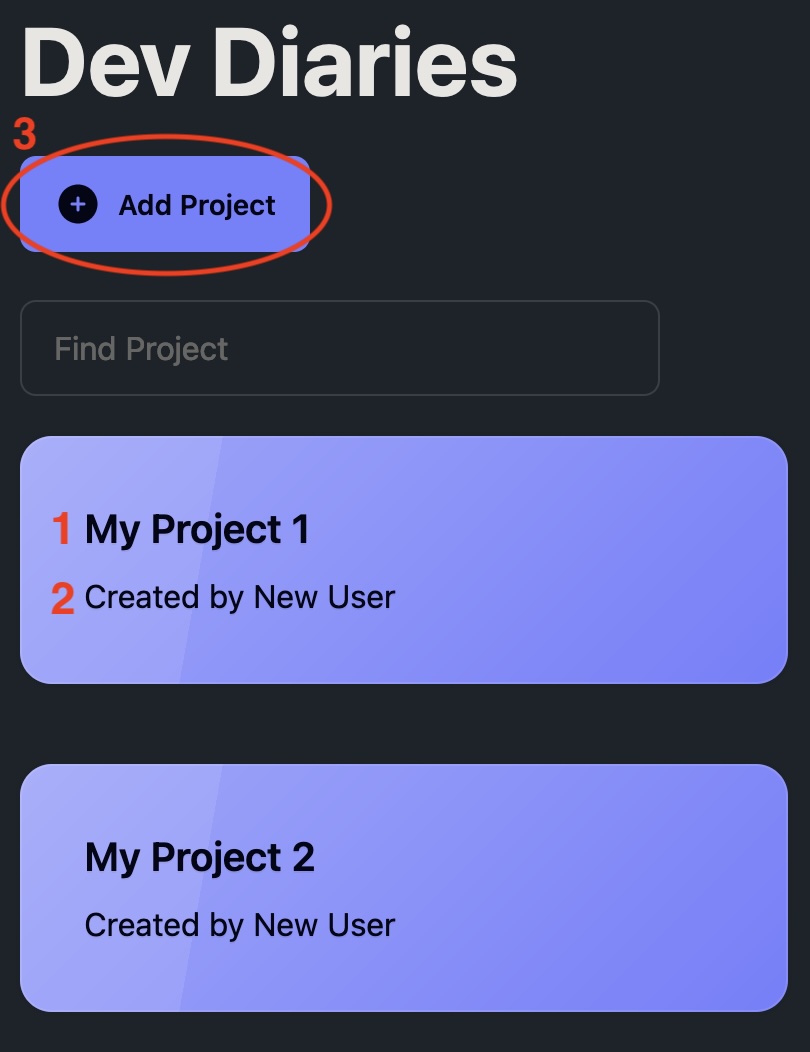 Dev Diaries
3
Add Project
Find Project
1 My Project 1
2 Created by New User
My Project 2
Created by New User